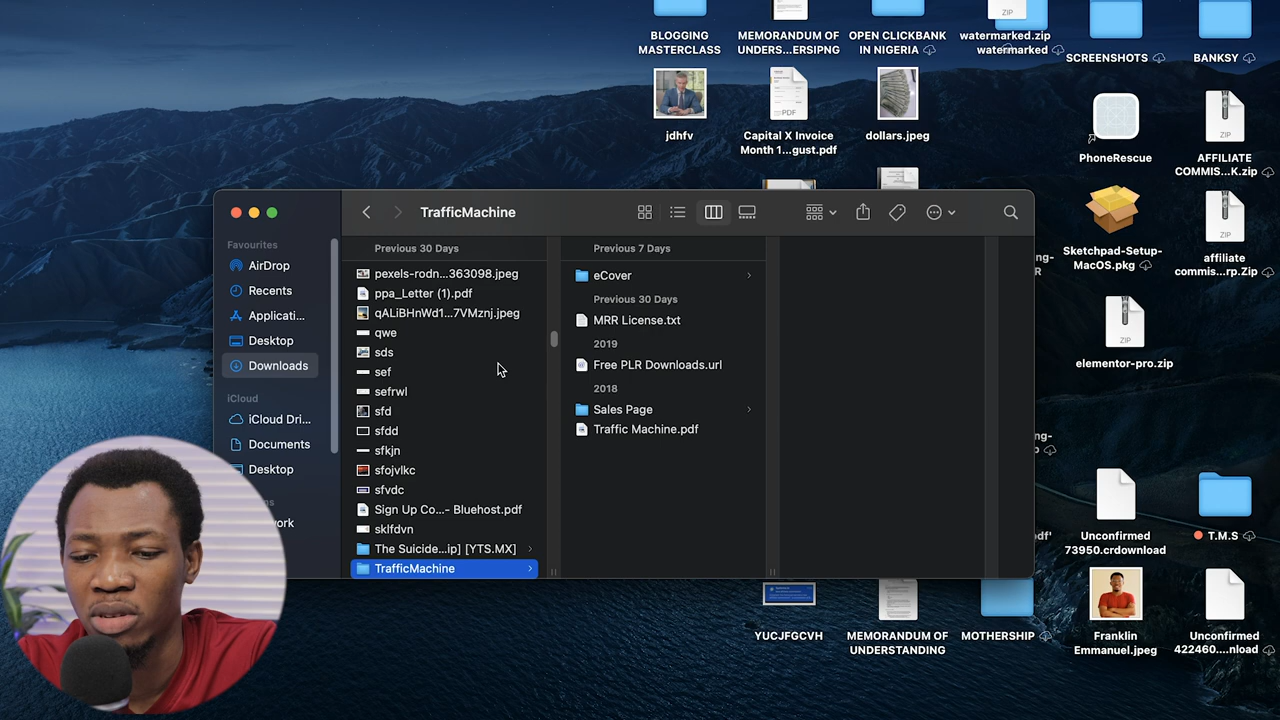 BLOGGING
MASTERCLASS
MEMORANDUM OF
UNDERS...ERSIPNG
OPEN CLICKBANK
IN NIGERIA
ZIP
watermarked.zip
watermarked
SCREENSHOTS
BANKSY
jdhfv
PDF
Capital X Invoice
Month 1...gust.pdf
dollars.jpeg
PhoneRescue
ZIP
AFFILIATE
COMMIS...K.zip
Sketchpad-Setup-
MacOS.pkg
ZIP
affiliate
commis...rp.Zip
ZIP
elementor-pro.zip
TrafficMachine
Favourites
AirDrop
Recents
Applicati...
Desktop
Downloads
iCloud
iCloud Dri...
Documents
Desktop
Previous 30 Days
pexels-rodn...363098.jpeg
ppa_Letter (1).pdf
qALiBHnWd1...7VMznj.jpeg
qwe
sds
sef
sefrwl
sfd
sfdd
sfkjn
sfojvlkc
sfvdc
Sign Up Co...- Bluehost.pdf
sklfdvn
The Suicide...ip] [YTS.MX]
TrafficMachine
Previous 7 Days
eCover
Previous 30 Days
MRR License.txt
2019
Free PLR Downloads.url
2018
Sales Page
Traffic Machine.pdf
Unconfirmed
73950.crdownload
T.M.S
YUCJFGCVH
MEMORANDUM OF
UNDERSTANDING
MOTHERSHIP
Franklin
Emmanuel.jpeg
Unconfirmed
422460....nload